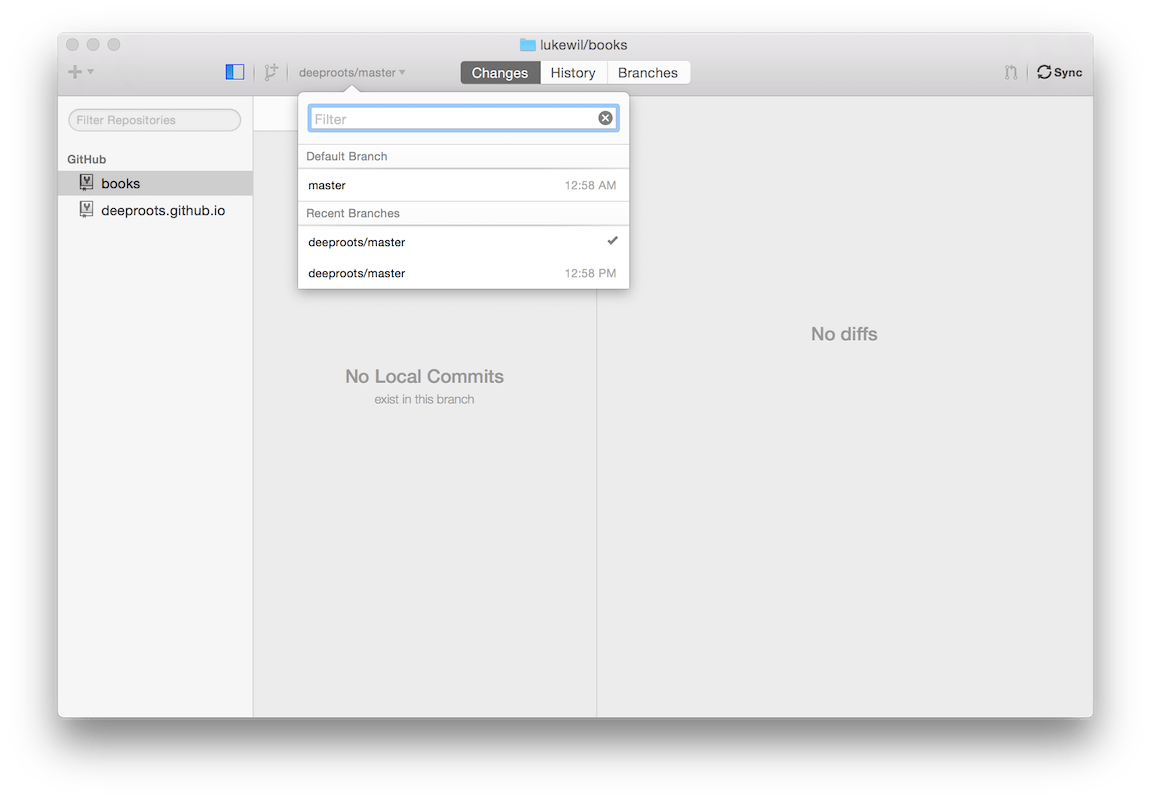 lukewil/books
deeproots/master
Changes
History
Branches
Sync
Filter Repositories
GitHub
books
deeproots.github.io
Filter
Default Branch
master 12:58 AM
Recent Branches
deeproots/master
deeproots/master 12:58 PM
No Local Commits
exist in this branch
No diffs